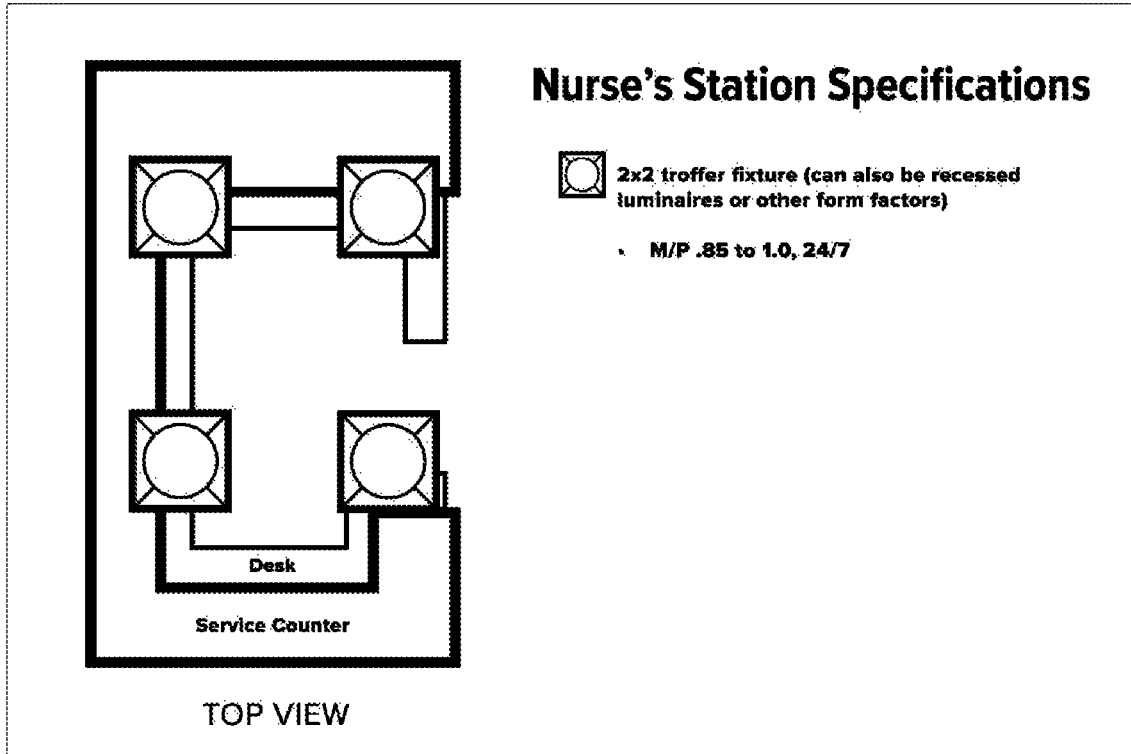 Nurse's Station Specifications
2x2 troffer fixture (can also be recessed
luminaires or other form factors)
• M/P .85 to 1.0, 24/7
Desk
Service Counter
TOP VIEW